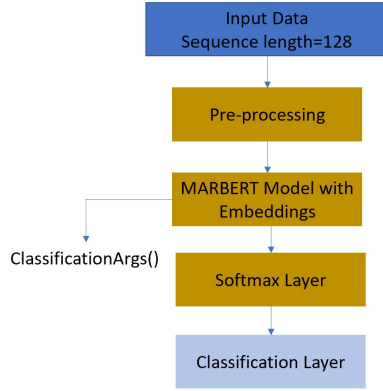 Input Data
Sequence length=128
Pre-processing
MARBERT Model with
Embeddings
ClassificationArgs()
Softmax Layer
Classification Layer